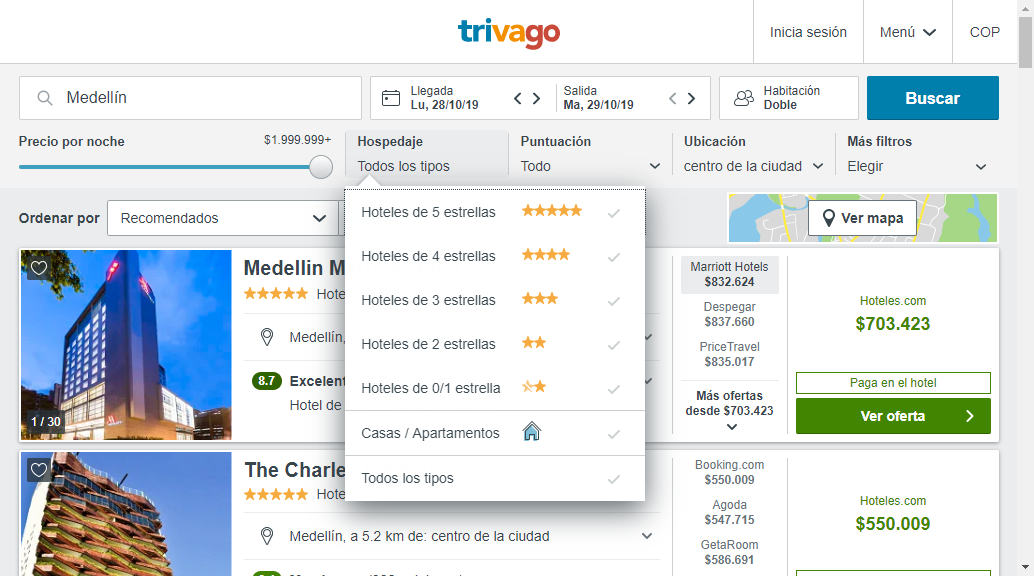 trivago
Inicia sesión
Menú
COP
Medellín
Llegada
Lu, 28/10/19
Salida
Ma, 29/10/19
Habitación
Doble
Buscar
Precio por noche
$1.999.999+
Hospedaje
Todos los tipos
Puntuación
Todo
Ubicación
centro de la ciudad
Más filtros
Elegir
Ordenar por
Recomendados
Ver mapa
Hoteles de 5 estrellas
Hoteles de 4 estrellas
Hoteles de 3 estrellas
Hoteles de 2 estrellas
Hoteles de 0/1 estrella
Casas / Apartamentos
Todos los tipos
1 / 30
Medellin M
Hote
Medellín,
8.7 Excelent
Hotel de
Marriott Hotels
$832.624
Despegar
$837.660
PriceTravel
$835.017
Más ofertas
desde $703.423
Hoteles.com
$703.423
Paga en el hotel
Ver oferta
The Charle
Hote
Medellín, a 5.2 km de: centro de la ciudad
Booking.com
$550.009
Agoda
$547.715
GetaRoom
$586.691
Hoteles.com
$550.009